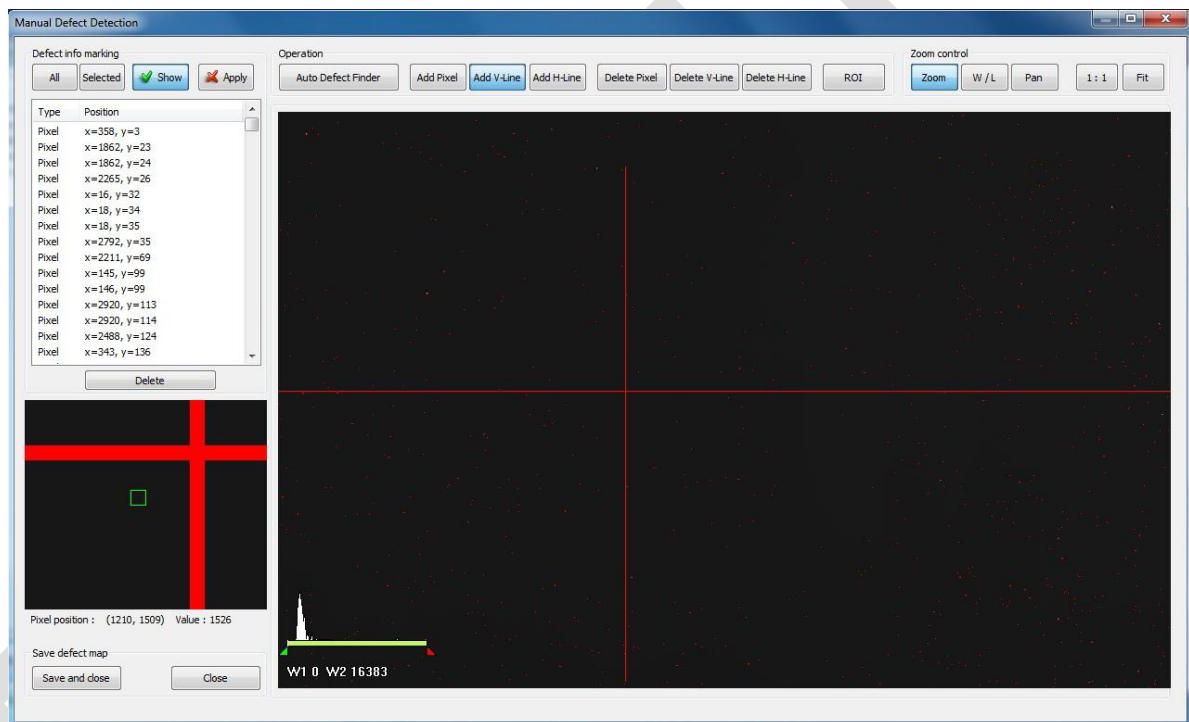 Manual Defect Detection
Defect info marking
All Selected Show Apply
Operation
Auto Defect Finder Add Pixel Add V-Line Add H-Line Delete Pixel Delete V-Line Delete H-Line ROI
Zoom control
Zoom W / L Pan 1 : 1 Fit
Type Position
Pixel x=358, y=3
Pixel x=1862, y=23
Pixel x=1862, y=24
Pixel x=2265, y=26
Pixel x=16, y=32
Pixel x=18, y=34
Pixel x=18, y=35
Pixel x=2792, y=35
Pixel x=2211, y=69
Pixel x=145, y=99
Pixel x=146, y=99
Pixel x=2920, y=113
Pixel x=2920, y=114
Pixel x=2488, y=124
Pixel x=343, y=136
Delete
Pixel position : (1210, 1509) Value : 1526
Save defect map
Save and close Close
W1 0 W2 16383